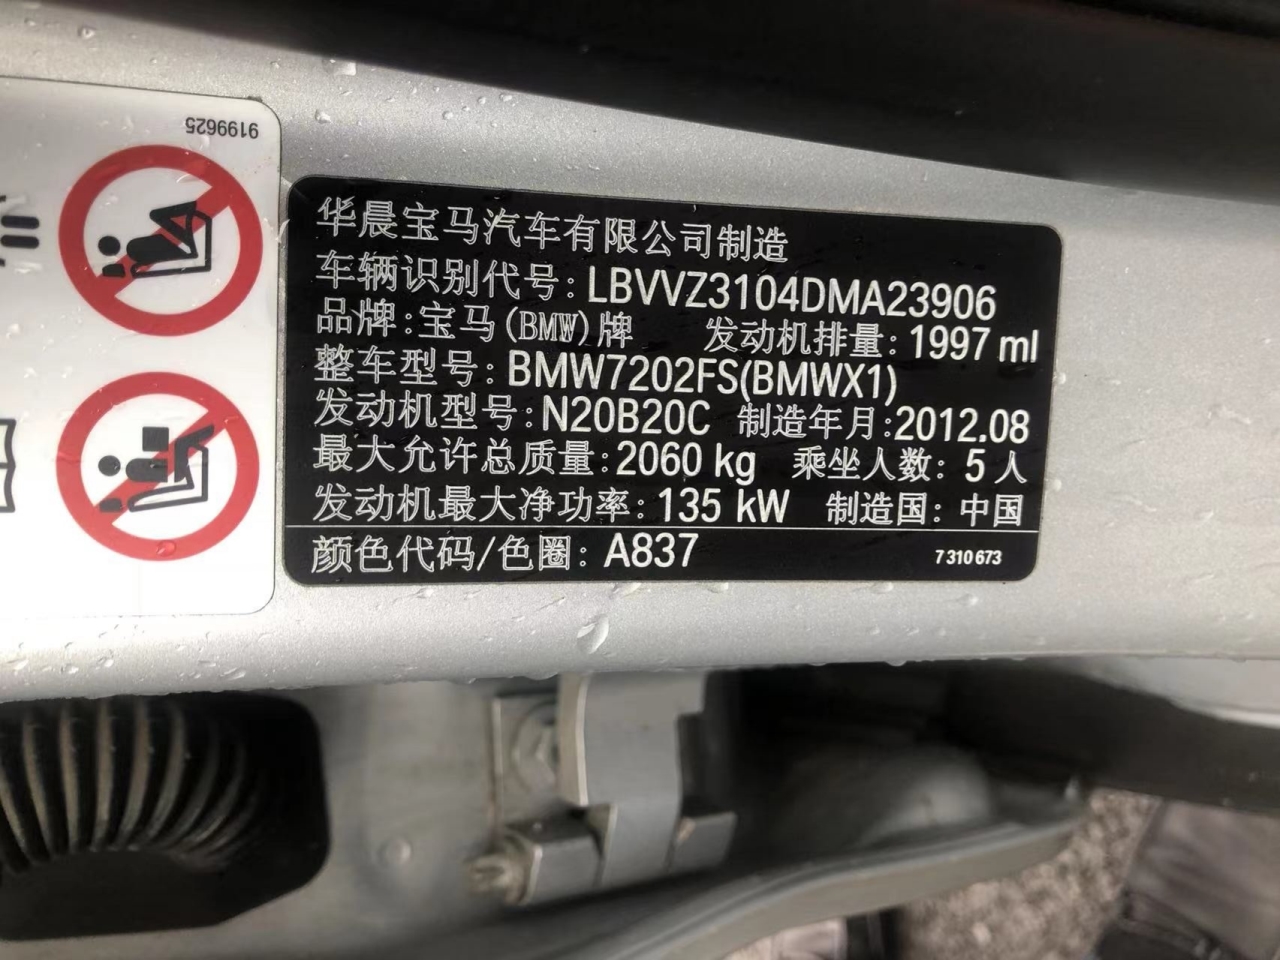 9199625
华晨宝马汽车有限公司制造
车辆识别代号: LBVVZ3104DMA23906
品牌:宝马(BMW)牌 发动机排量: 1997 ml
整车型号: BMW7202FS(BMWX1)
发动机型号: N20B20C 制造年月:2012.08
最大允许总质量:2060 kg 乘坐人数: 5 人
发动机最大净功率: 135 kW 制造国: 中国
颜色代码/色圈: A837 7 310 673